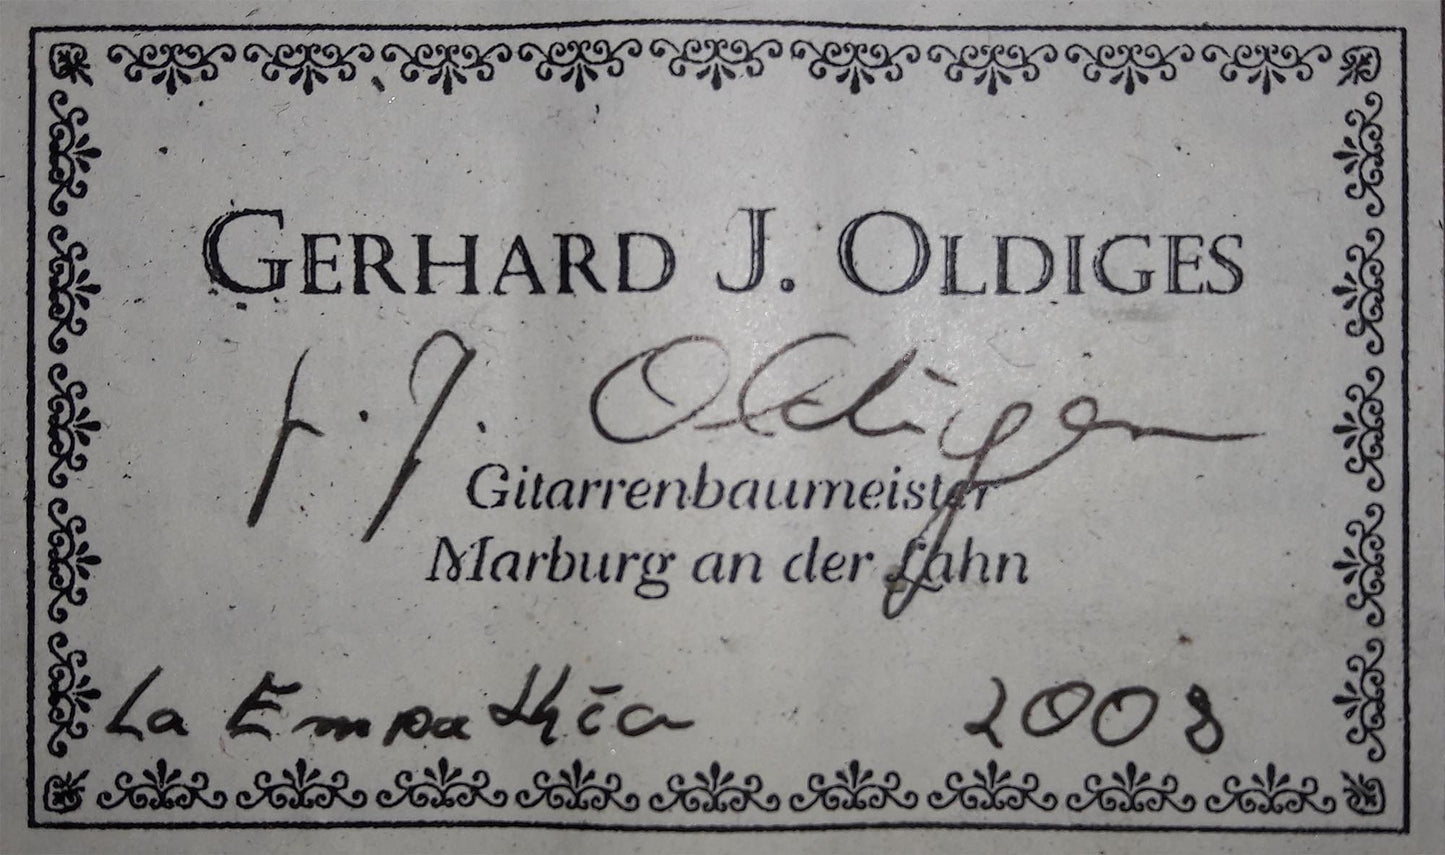 GERHARD J. OLDIGES
G. J. Oldiges
Gitarrenbaumeister
Marburg an der Lahn
La Empathia 2008